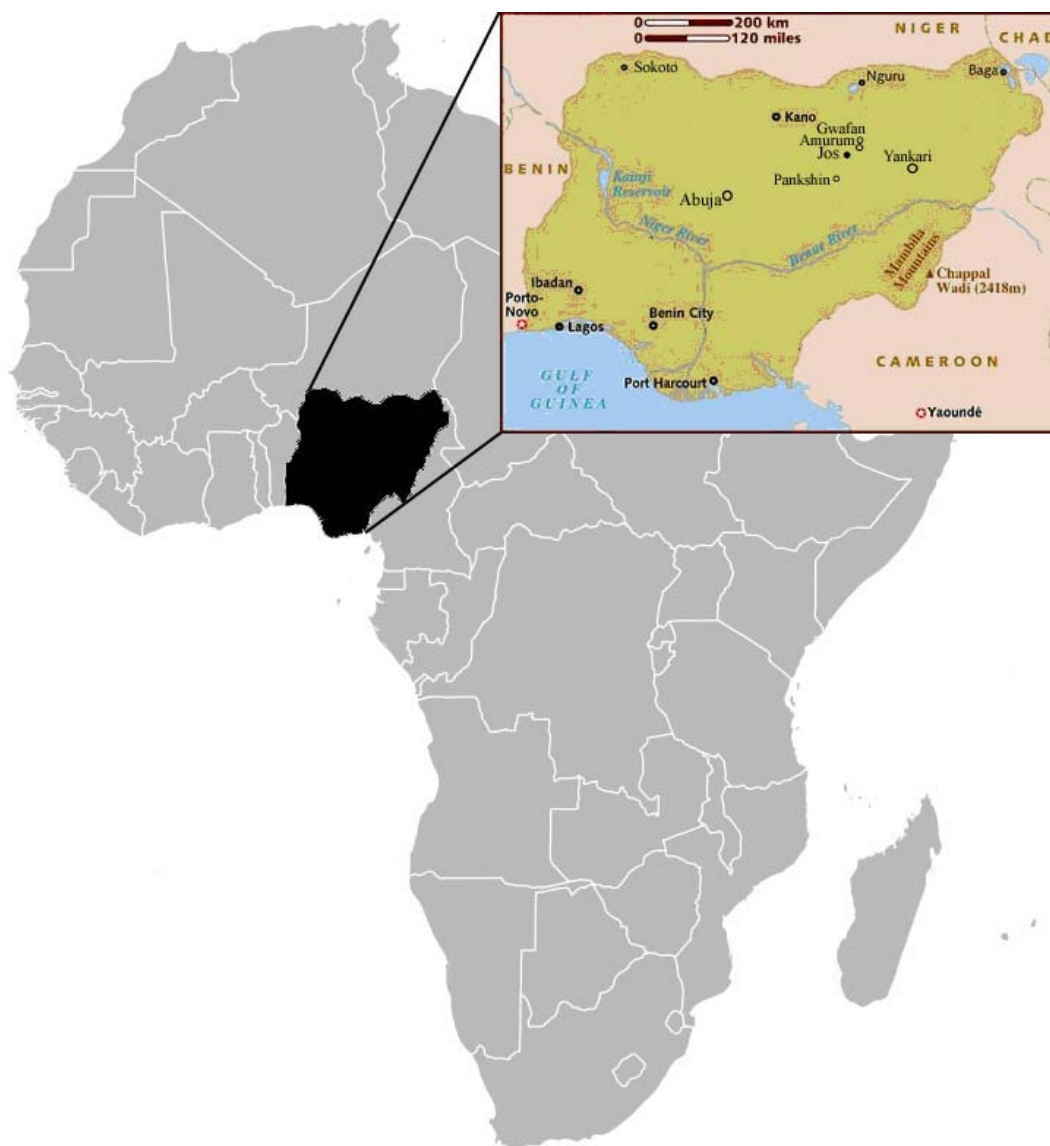 0 200 km
0 120 miles
NIGER
CHAD
Sokoto
Nguru
Baga
Kano
Gwafan
Amurum
Jos
Yankari
BENIN
Kainji
Reservoir
Pankshin
Abuja
Niger River
Benue River
Mambila
Mountains
Chappal
Wadi (2418m)
Ibadan
Porto-
Novo
Lagos
Benin City
CAMEROON
GULF
OF
GUINEA
Port Harcourt
Yaoundé